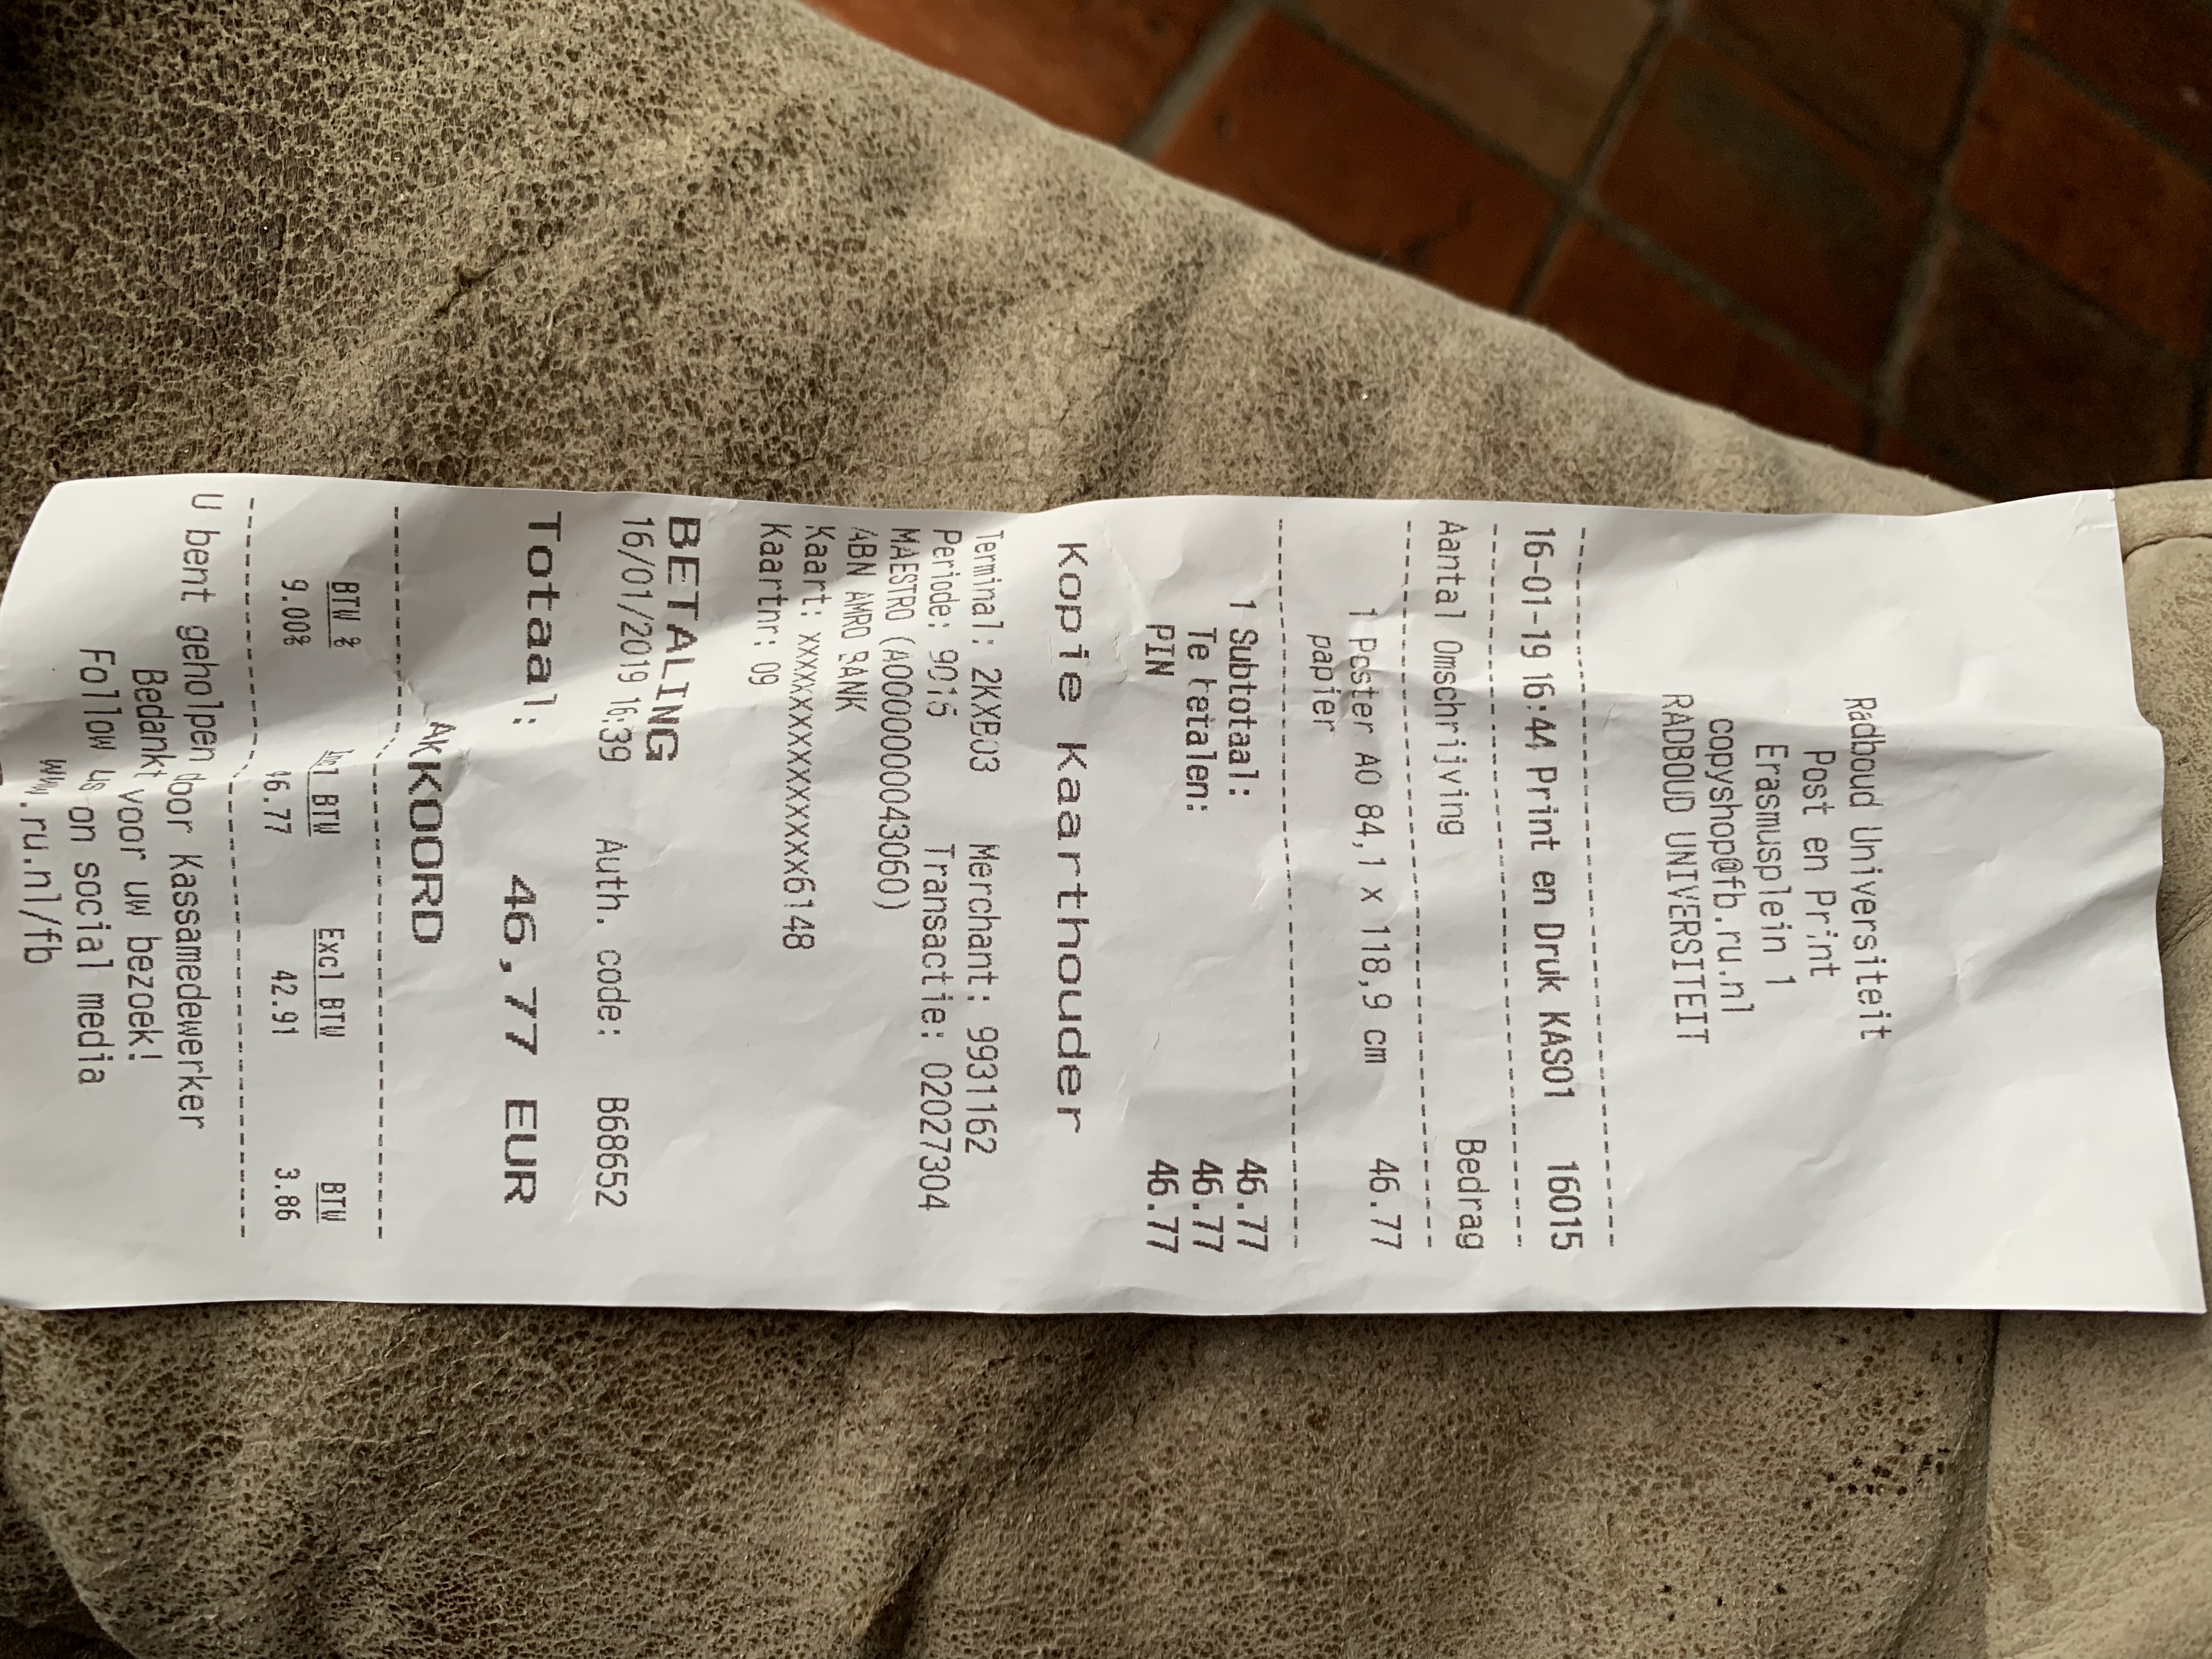 Radboud Universiteit
Post en Print
Erasmusplein 1
copyshop@fb.ru.nl
RADBOUD UNIVERSITEIT
16-01-19 16:44 Print en Druk KAS01 16015
Aantal Omschrijving Bedrag
1 Poster A0 84,1 x 118,9 cm 46.77
papier
1 Subtotaal: 46.77
Te betalen: 46.77
PIN 46.77
Kopie Kaarthouder
Terminal: 2KXB03 Merchant: 9931162
Periode: 9015 Transactie: 02027304
MAESTRO (A0000000043060)
ABN AMRO BANK
Kaart: xxxxxxxxxxxxxxx6148
Kaartnr: 09
BETALING
16/01/2019 16:39 Auth. code: B68652
Totaal: 46,77 EUR
AKKOORD
BTW % Incl BTW Excl BTW BTW
9.00% 46.77 42.91 3.86
U bent geholpen door Kassamedewerker
Bedankt voor uw bezoek!
Follow us on social media
www.ru.nl/fb